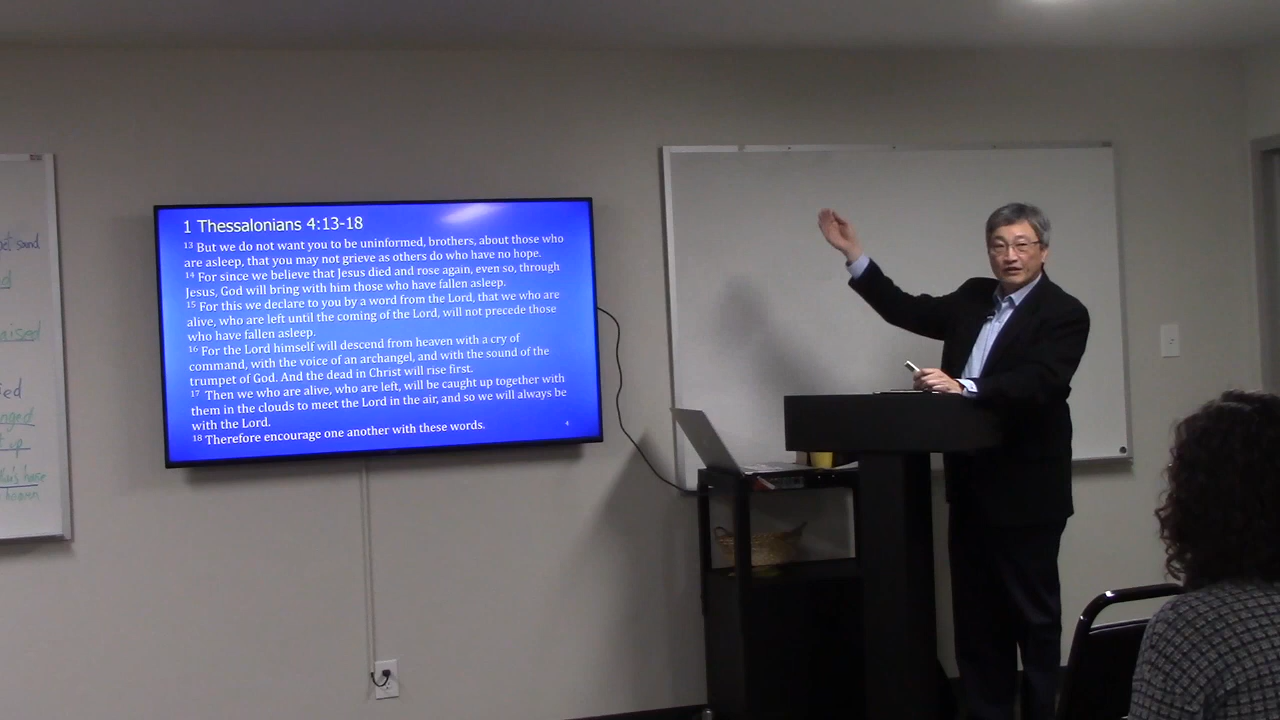 1 Thessalonians 4:13-18
13 But we do not want you to be uninformed, brothers, about those who
are asleep, that you may not grieve as others do who have no hope.
14 For since we believe that Jesus died and rose again, even so, through
Jesus, God will bring with him those who have fallen asleep.
15 For this we declare to you by a word from the Lord, that we who are
alive, who are left until the coming of the Lord, will not precede those
who have fallen asleep.
16 For the Lord himself will descend from heaven with a cry of
command, with the voice of an archangel, and with the sound of the
trumpet of God. And the dead in Christ will rise first.
17 Then we who are alive, who are left, will be caught up together with
them in the clouds to meet the Lord in the air, and so we will always be
with the Lord.
18 Therefore encourage one another with these words.
4
up